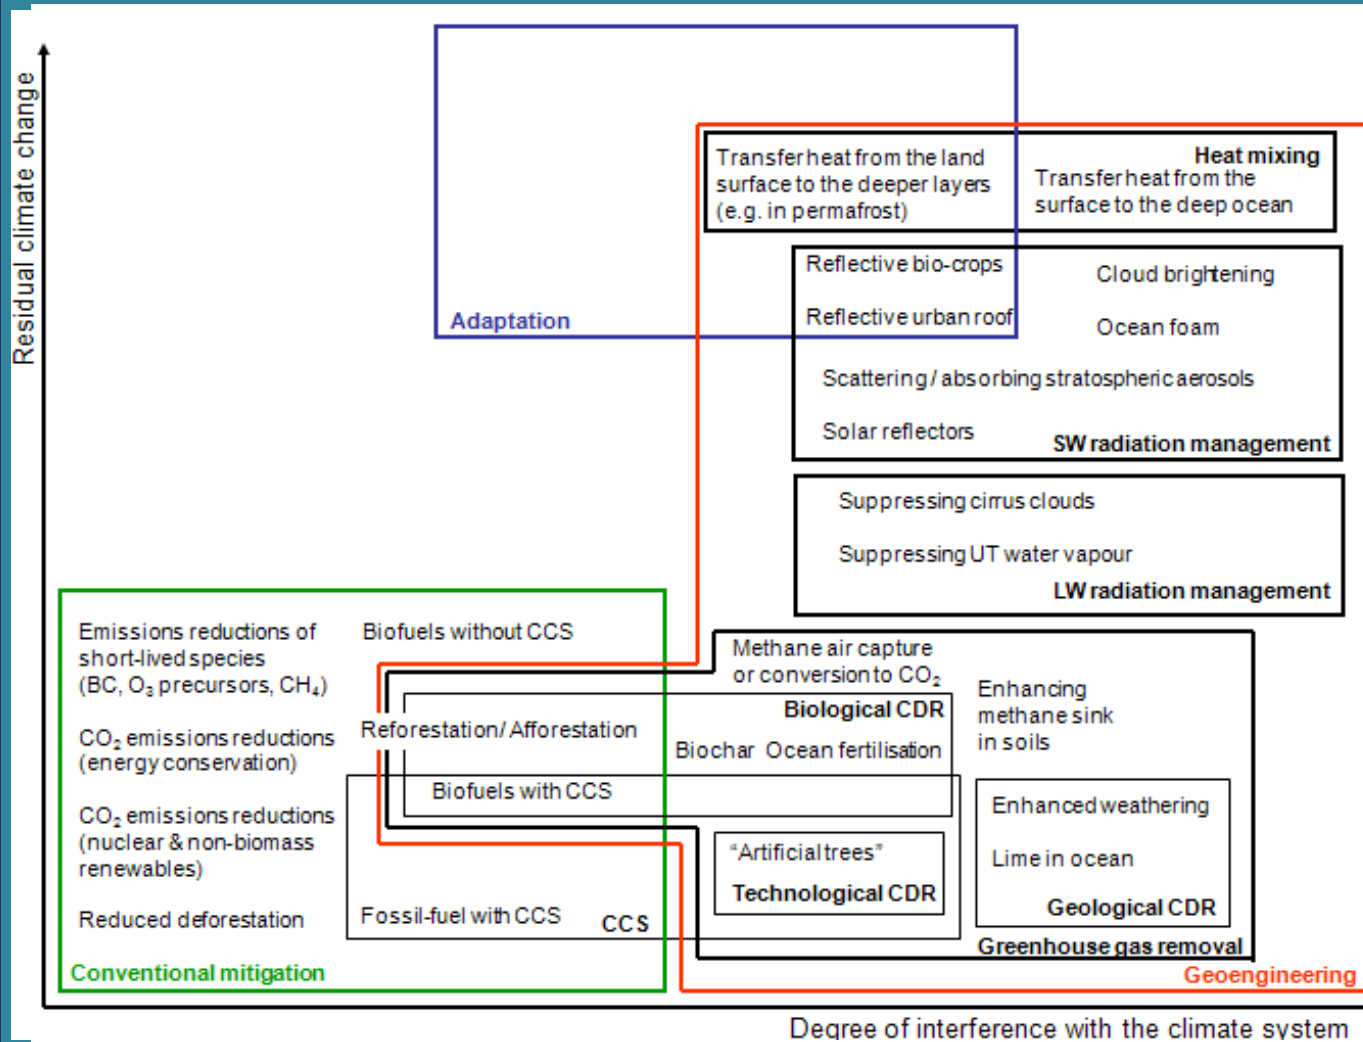 Residual climate change
Transfer heat from the land
surface to the deeper layers
(e.g. in permafrost)
Heat mixing
Transfer heat from the
surface to the deep ocean
Reflective bio-crops
Cloud brightening
Reflective urban roof
Ocean foam
Adaptation
Scattering / absorbing stratospheric aerosols
Solar reflectors
SW radiation management
Suppressing cirrus clouds
Suppressing UT water vapour
LW radiation management
Emissions reductions of
short-lived species
(BC, O₃ precursors, CH₄)
Biofuels without CCS
Methane air capture
or conversion to CO₂
Enhancing
methane sink
in soils
Biological CDR
Reforestation/ Afforestation
Biochar Ocean fertilisation
CO₂ emissions reductions
(energy conservation)
Biofuels with CCS
CO₂ emissions reductions
(nuclear & non-biomass
renewables)
"Artificial trees"
Technological CDR
Enhanced weathering
Lime in ocean
Geological CDR
Reduced deforestation
Fossil-fuel with CCS
CCS
Greenhouse gas removal
Conventional mitigation
Geoengineering
Degree of interference with the climate system